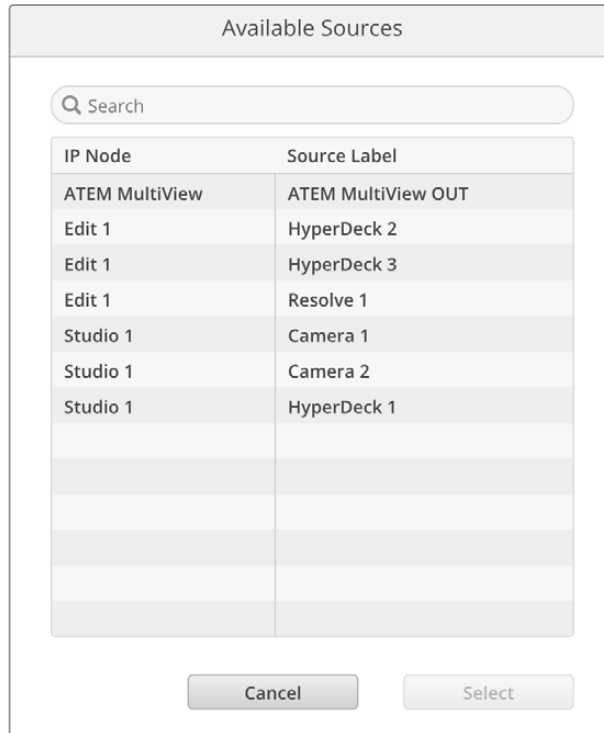 Available Sources
Search
IP Node Source Label
ATEM MultiView ATEM MultiView OUT
Edit 1 HyperDeck 2
Edit 1 HyperDeck 3
Edit 1 Resolve 1
Studio 1 Camera 1
Studio 1 Camera 2
Studio 1 HyperDeck 1
Cancel Select